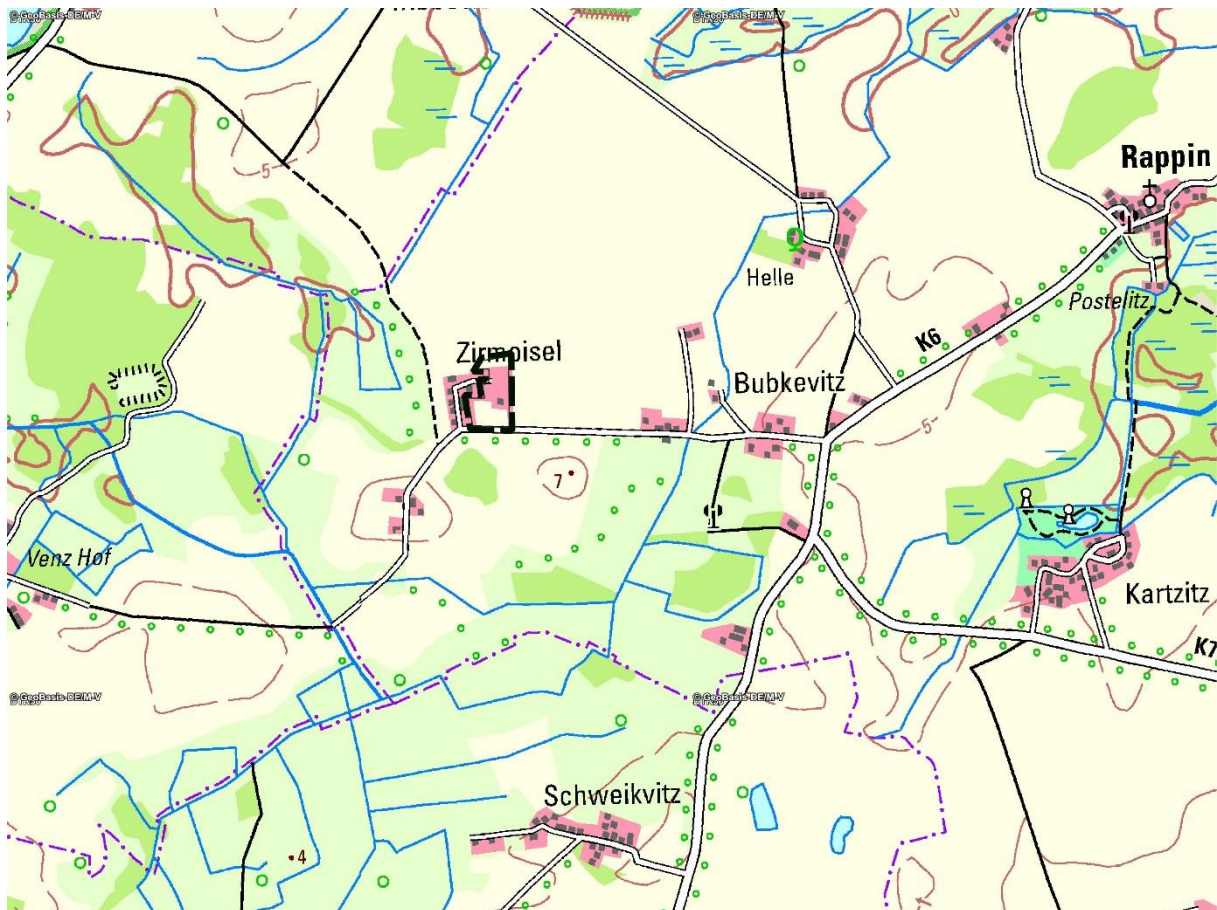 © GeoBasis-DE/M-V
© GeoBasis-DE/M-V
5
Rappin
Helle
Postelitz
K6
Zirmoisel
Bubkevitz
5
7
Venz Hof
Kartzitz
K7
© GeoBasis-DE/M-V
© GeoBasis-DE/M-V
Schweikvitz
4